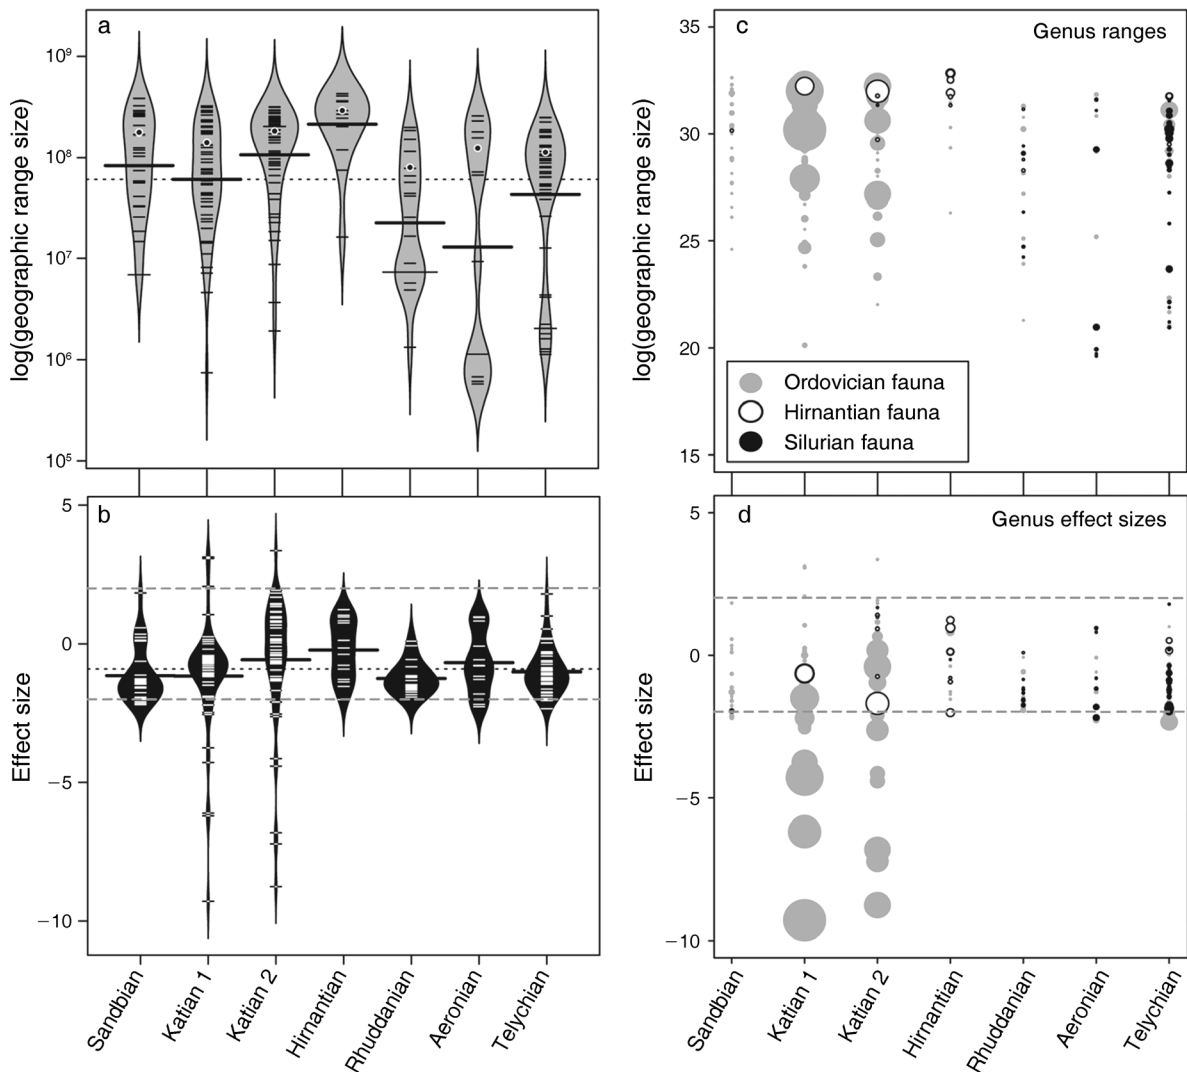 a
log(geographic range size)
10⁹
10⁸
10⁷
10⁶
10⁵
b
Effect size
5
0
−5
−10
Sandbian
Katian 1
Katian 2
Hirnantian
Rhuddanian
Aeronian
Telychian
c
Genus ranges
log(geographic range size)
35
30
25
20
15
Ordovician fauna
Hirnantian fauna
Silurian fauna
d
Genus effect sizes
Effect size
5
0
−5
−10
Sandbian
Katian 1
Katian 2
Hirnantian
Rhuddanian
Aeronian
Telychian